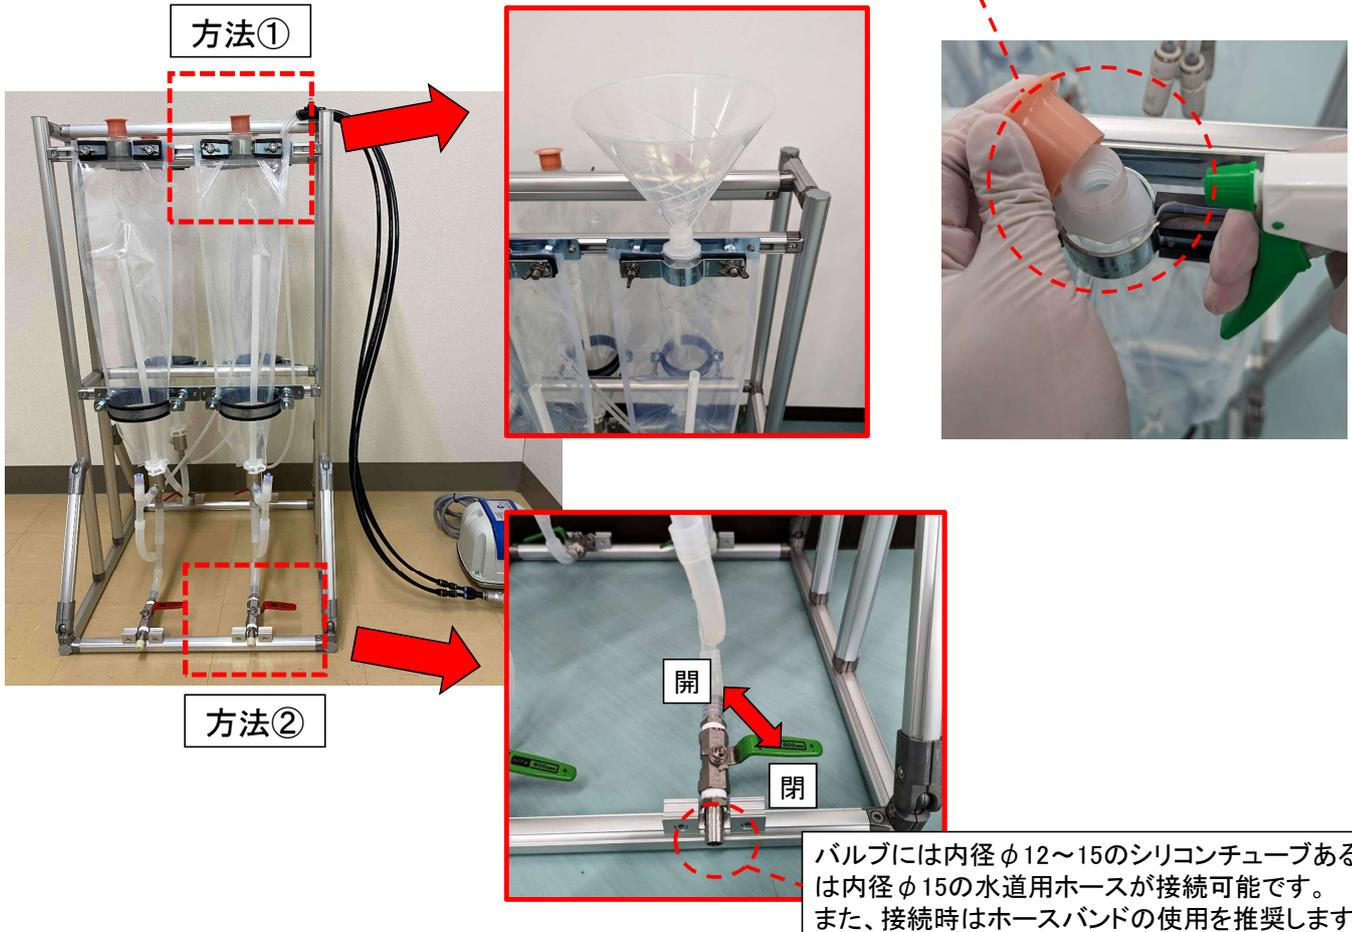 方法①
開
閉
方法②
バルブには内径φ12～15のシリコンチューブある
は内径φ15の水道用ホースが接続可能です。
また、接続時はホースバンドの使用を推奨します